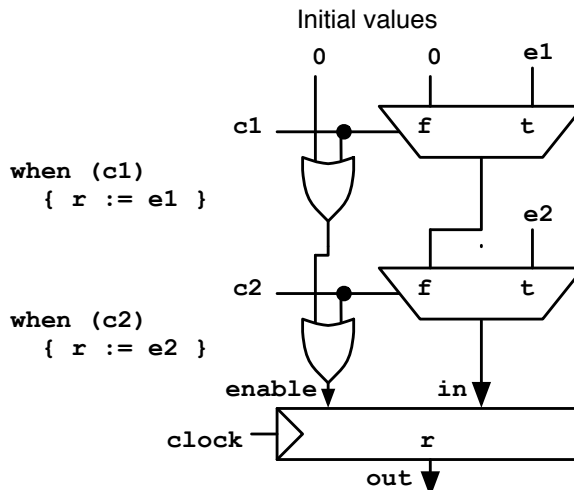 Initial values
0 0 e1
c1 f t
when (c1)
{ r := e1 }
e2
c2 f t
when (c2)
{ r := e2 }
enable in
clock r
out